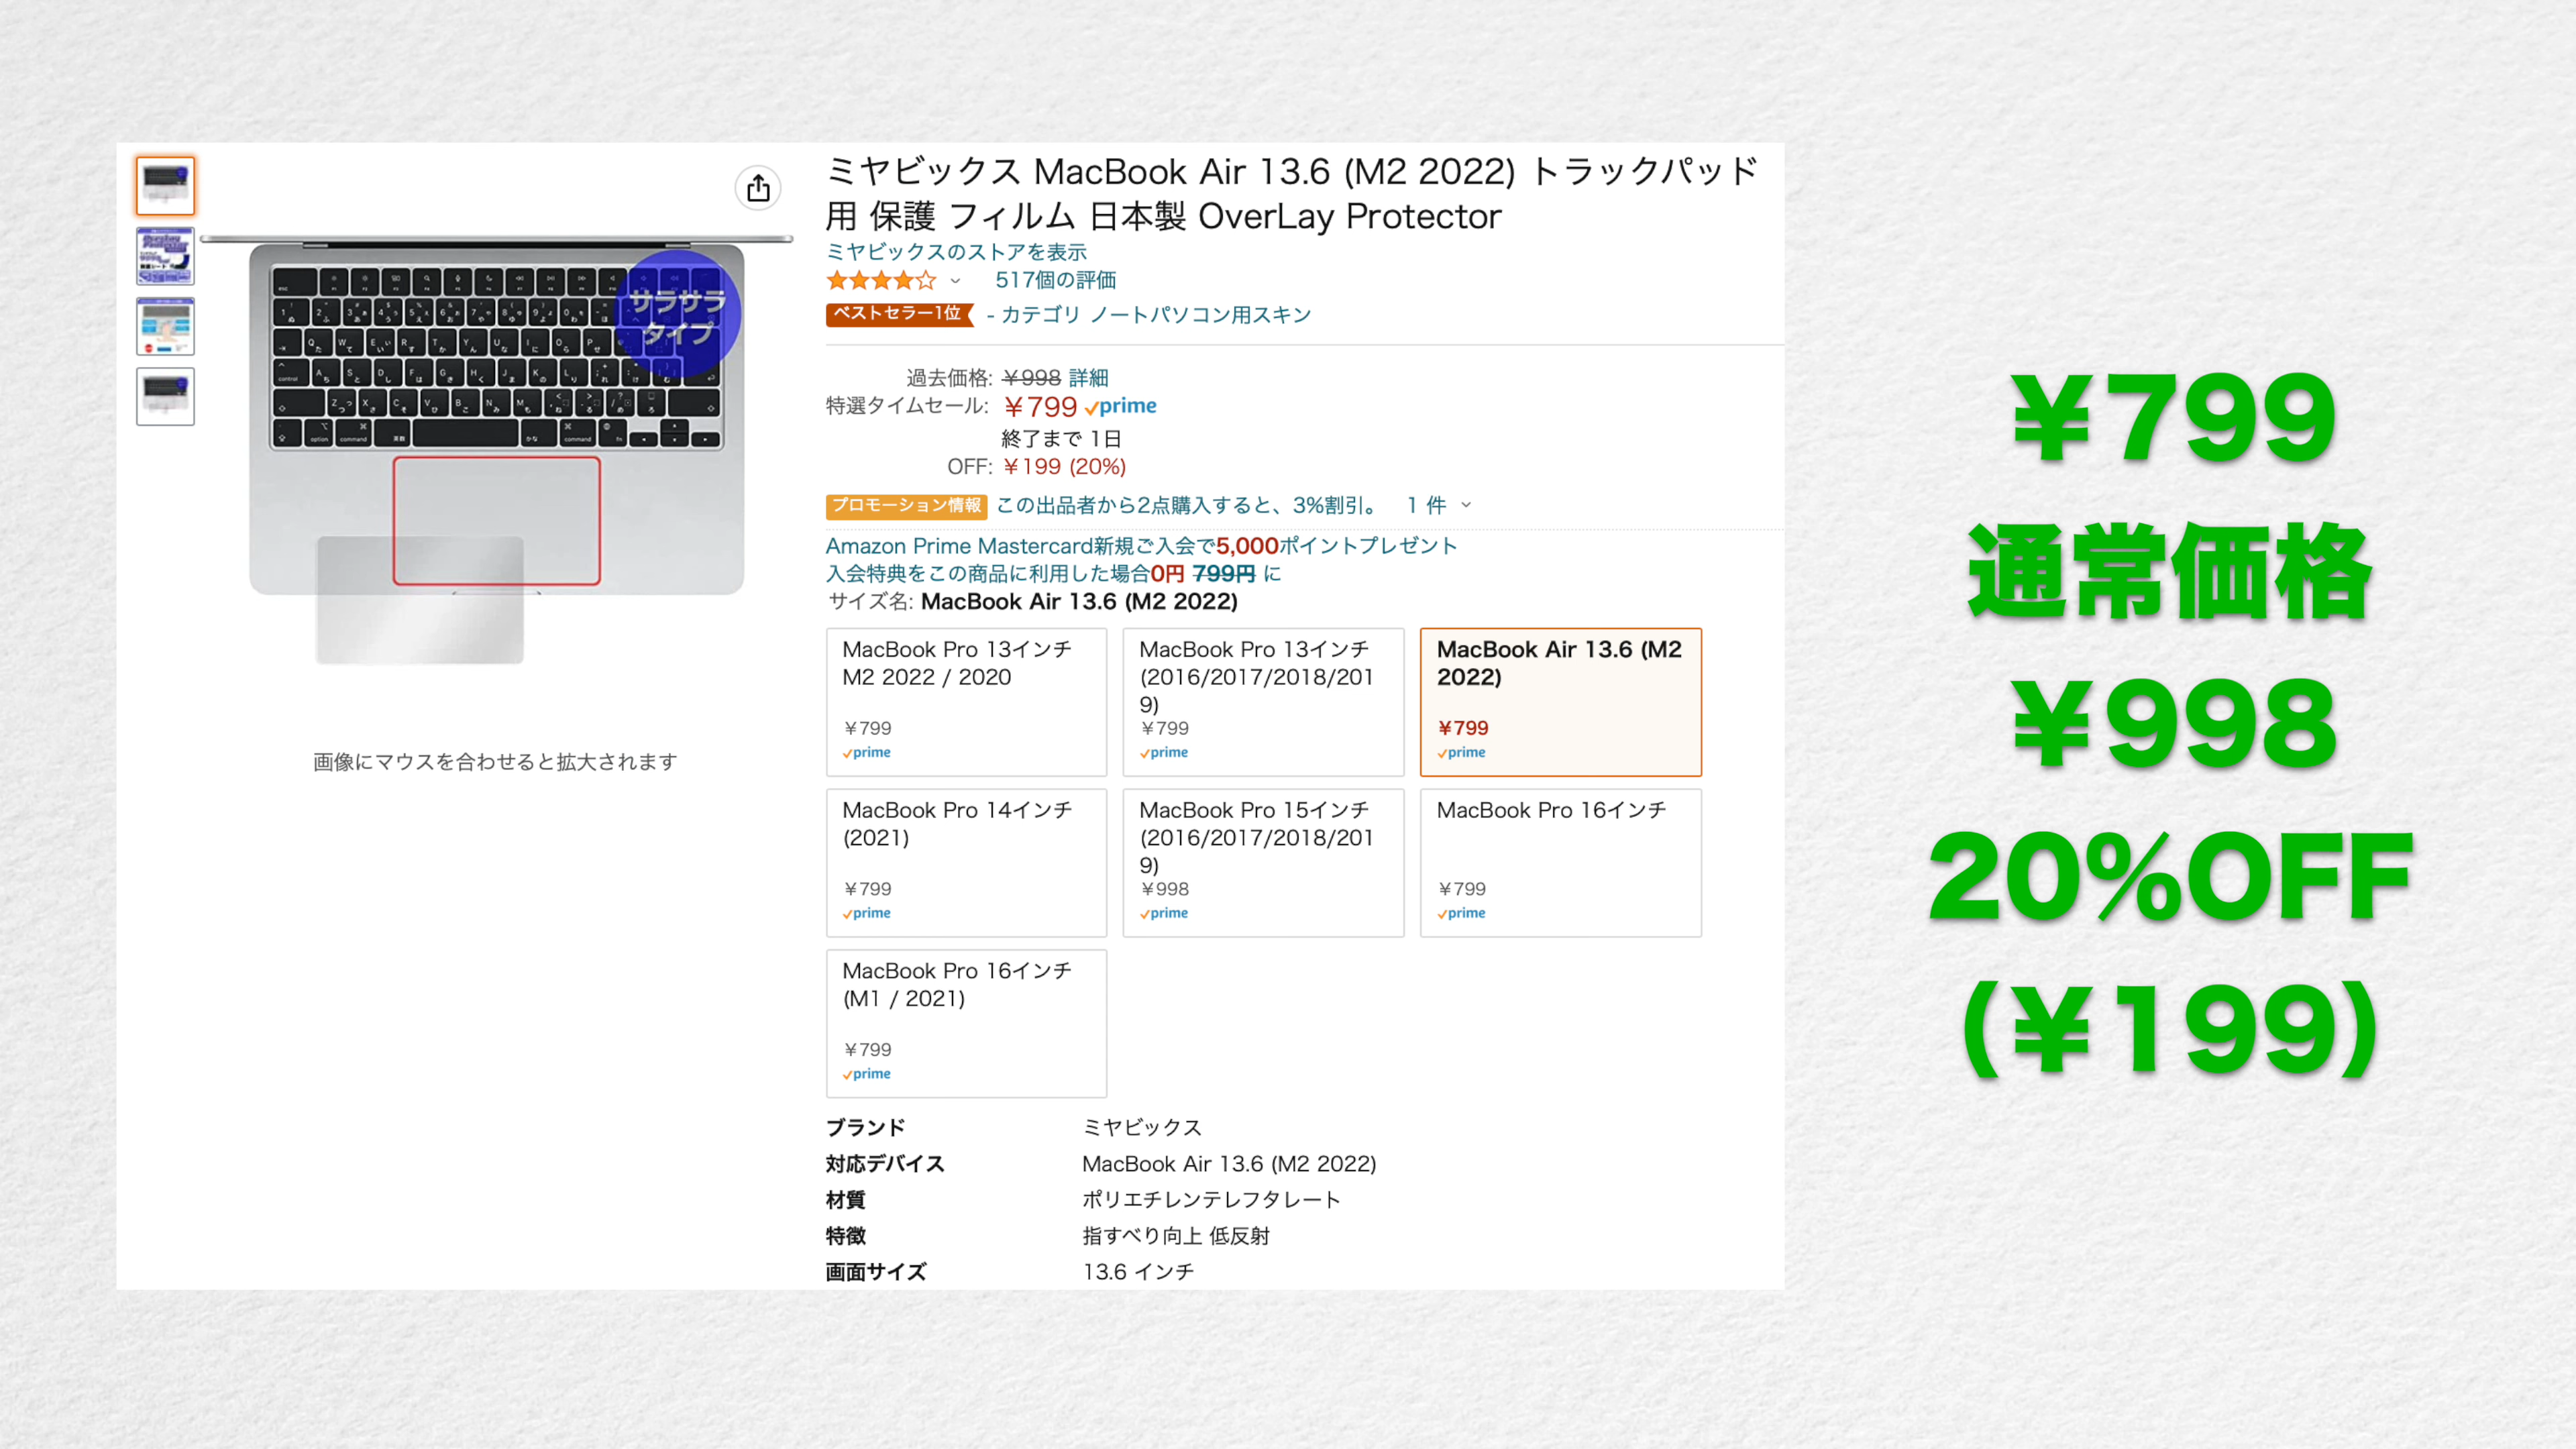 ミヤビックス MacBook Air 13.6 (M2 2022) トラックパッド
用 保護 フィルム 日本製 OverLay Protector
ミヤビックスのストアを表示
517個の評価
ベストセラー1位 - カテゴリ ノートパソコン用スキン
サラサラ
タイプ
過去価格: ￥998 詳細
特選タイムセール: ￥799 prime
終了まで 1日
OFF: ￥199 (20%)
プロモーション情報 この出品者から2点購入すると、3%割引。 1 件
Amazon Prime Mastercard新規ご入会で5,000ポイントプレゼント
入会特典をこの商品に利用した場合0円 799円 に
サイズ名: MacBook Air 13.6 (M2 2022)
MacBook Pro 13インチ
M2 2022 / 2020
￥799
prime
MacBook Pro 13インチ
(2016/2017/2018/201
9)
￥799
prime
MacBook Air 13.6 (M2
2022)
￥799
prime
MacBook Pro 14インチ
(2021)
￥799
prime
MacBook Pro 15インチ
(2016/2017/2018/201
9)
￥998
prime
MacBook Pro 16インチ
￥799
prime
MacBook Pro 16インチ
(M1 / 2021)
￥799
prime
画像にマウスを合わせると拡大されます
ブランド ミヤビックス
対応デバイス MacBook Air 13.6 (M2 2022)
材質 ポリエチレンテレフタレート
特徴 指すべり向上 低反射
画面サイズ 13.6 インチ
￥799
通常価格
￥998
20%OFF
(￥199)